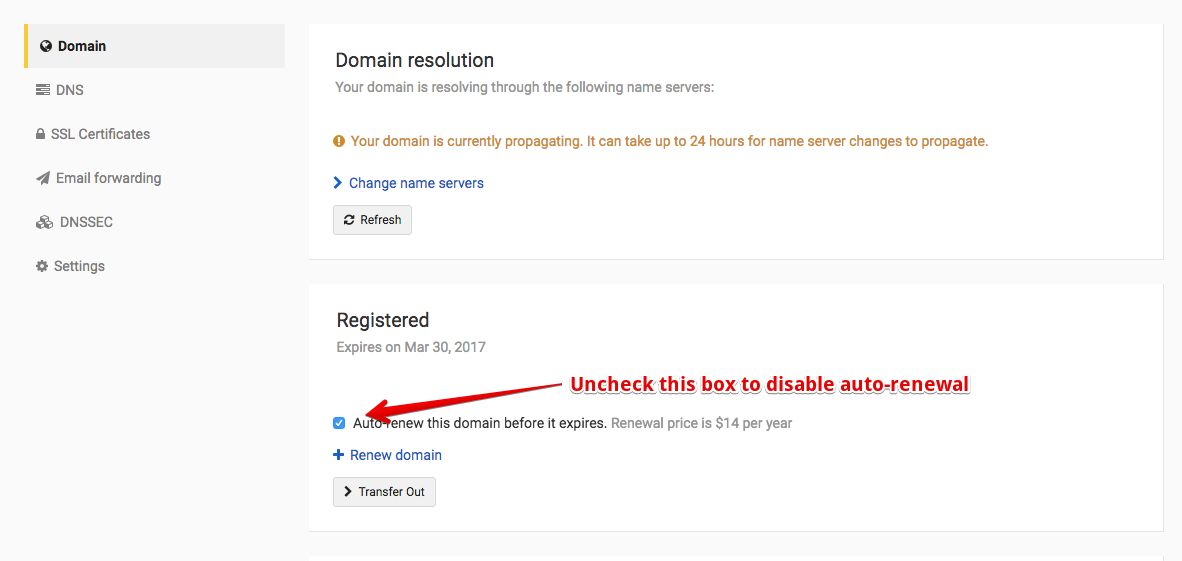 Domain
DNS
SSL Certificates
Email forwarding
DNSSEC
Settings
Domain resolution
Your domain is resolving through the following name servers:
Your domain is currently propagating. It can take up to 24 hours for name server changes to propagate.
Change name servers
Refresh
Registered
Expires on Mar 30, 2017
Uncheck this box to disable auto-renewal
Auto-renew this domain before it expires. Renewal price is $14 per year
Renew domain
Transfer Out